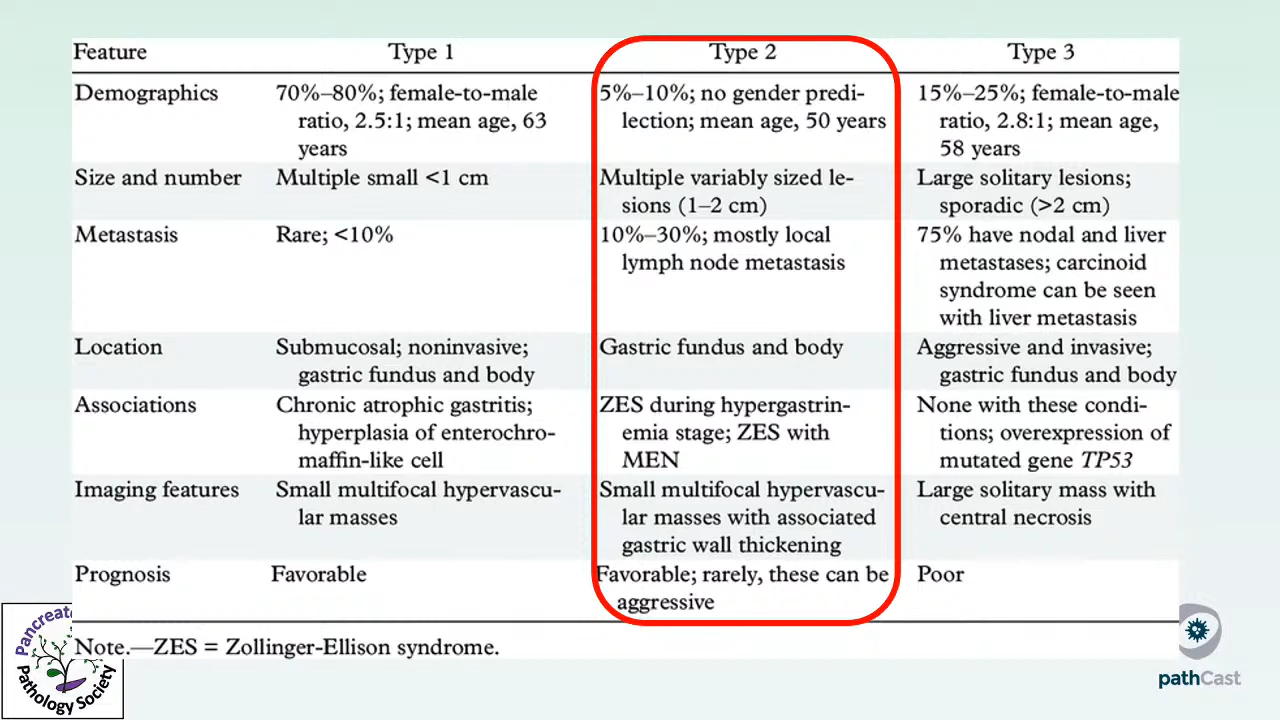 Feature Type 1 Type 2 Type 3
Demographics 70%–80%; female-to-male 5%–10%; no gender predi- 15%–25%; female-to-male
ratio, 2.5:1; mean age, 63 lection; mean age, 50 years ratio, 2.8:1; mean age,
years 58 years
Size and number Multiple small <1 cm Multiple variably sized le- Large solitary lesions;
sions (1–2 cm) sporadic (>2 cm)
Metastasis Rare; <10% 10%–30%; mostly local 75% have nodal and liver
lymph node metastasis metastases; carcinoid
syndrome can be seen
with liver metastasis
Location Submucosal; noninvasive; Gastric fundus and body Aggressive and invasive;
gastric fundus and body gastric fundus and body
Associations Chronic atrophic gastritis; ZES during hypergastrin- None with these condi-
hyperplasia of enterochro- emia stage; ZES with tions; overexpression of
maffin-like cell MEN mutated gene TP53
Imaging features Small multifocal hypervascu- Small multifocal hypervascu- Large solitary mass with
lar masses lar masses with associated central necrosis
gastric wall thickening
Prognosis Favorable Favorable; rarely, these can be Poor
aggressive
Note.—ZES = Zollinger-Ellison syndrome.
Pathology Society
pathCast